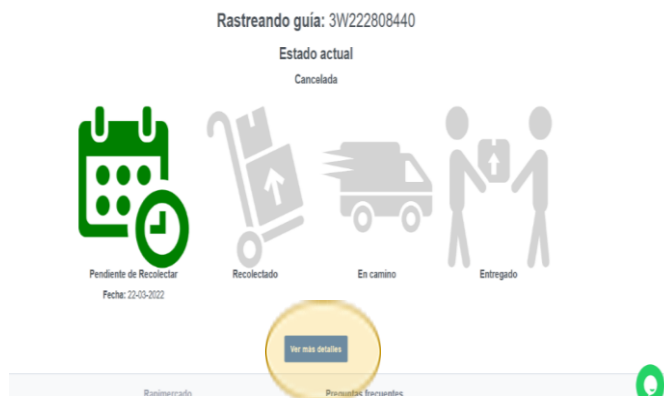 Rastreando guía: 3W222808440
Estado actual
Cancelada
Pendiente de Recolectar
Recolectado
En camino
Entregado
Fecha: 22-03-2022
Ver más detalles
Rapimercado
Preguntas frecuentes